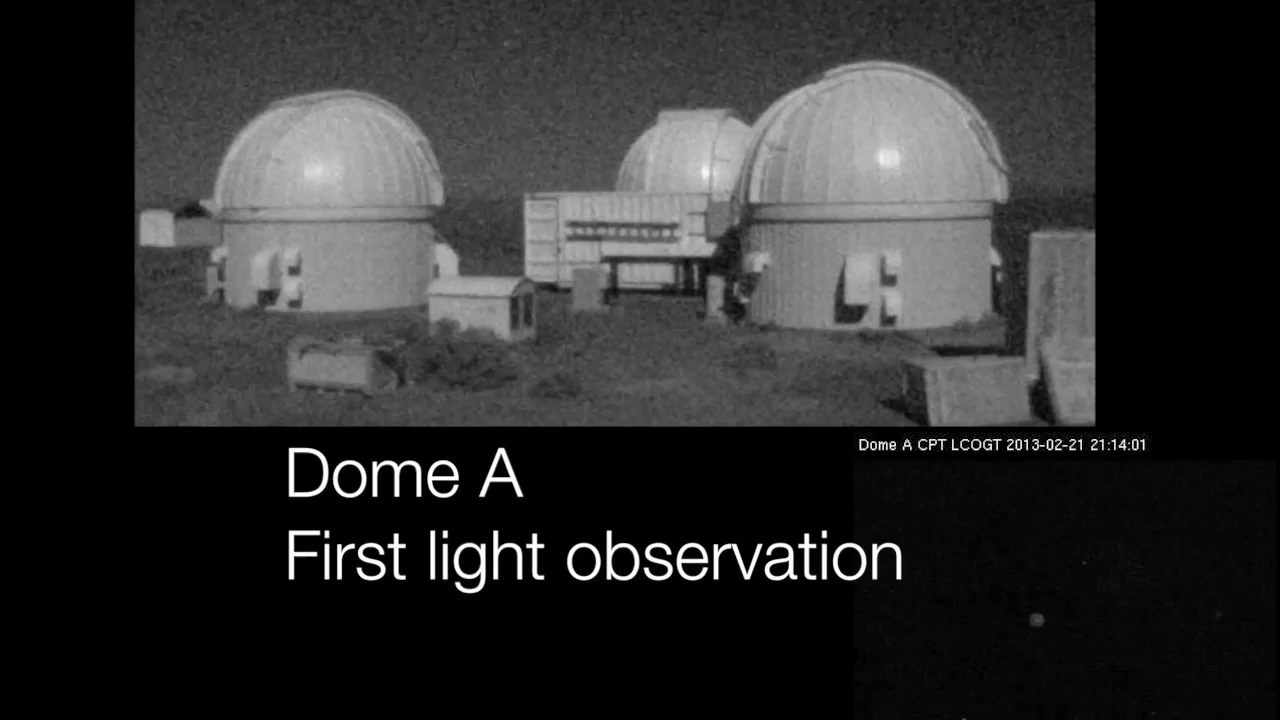 Dome A CPT LCOGT 2013-02-21 21:14:01
Dome A
First light observation